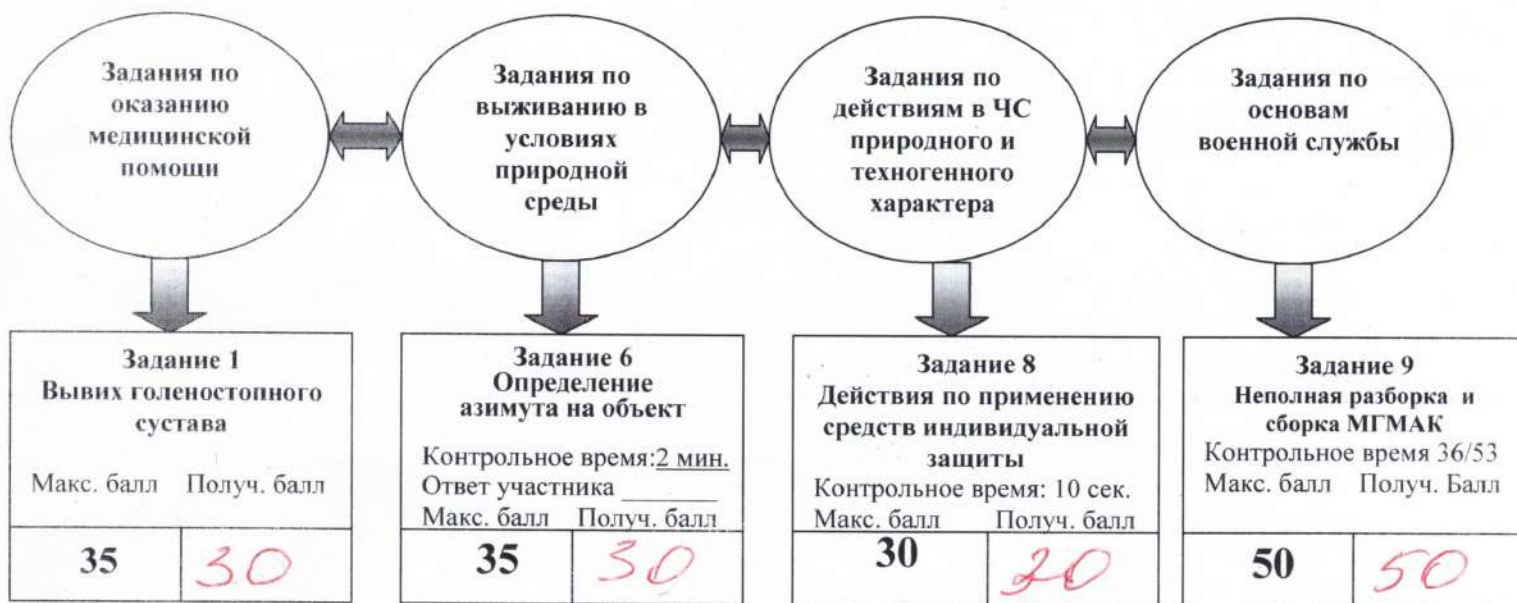 Задания по
оказанию
медицинской
помощи
Задания по
выживанию в
условиях
природной
среды
Задания по
действиям в ЧС
природного и
техногенного
характера
Задания по
основам
военной службы
Задание 1
Вывих голеностопного
сустава
Макс. балл Получ. балл
35 30
Задание 6
Определение
азимута на объект
Контрольное время:2 мин.
Ответ участника ________
Макс. балл Получ. балл
35 30
Задание 8
Действия по применению
средств индивидуальной
защиты
Контрольное время: 10 сек.
Макс. балл Получ. балл
30 20
Задание 9
Неполная разборка и
сборка МГМАК
Контрольное время 36/53
Макс. балл Получ. Балл
50 50